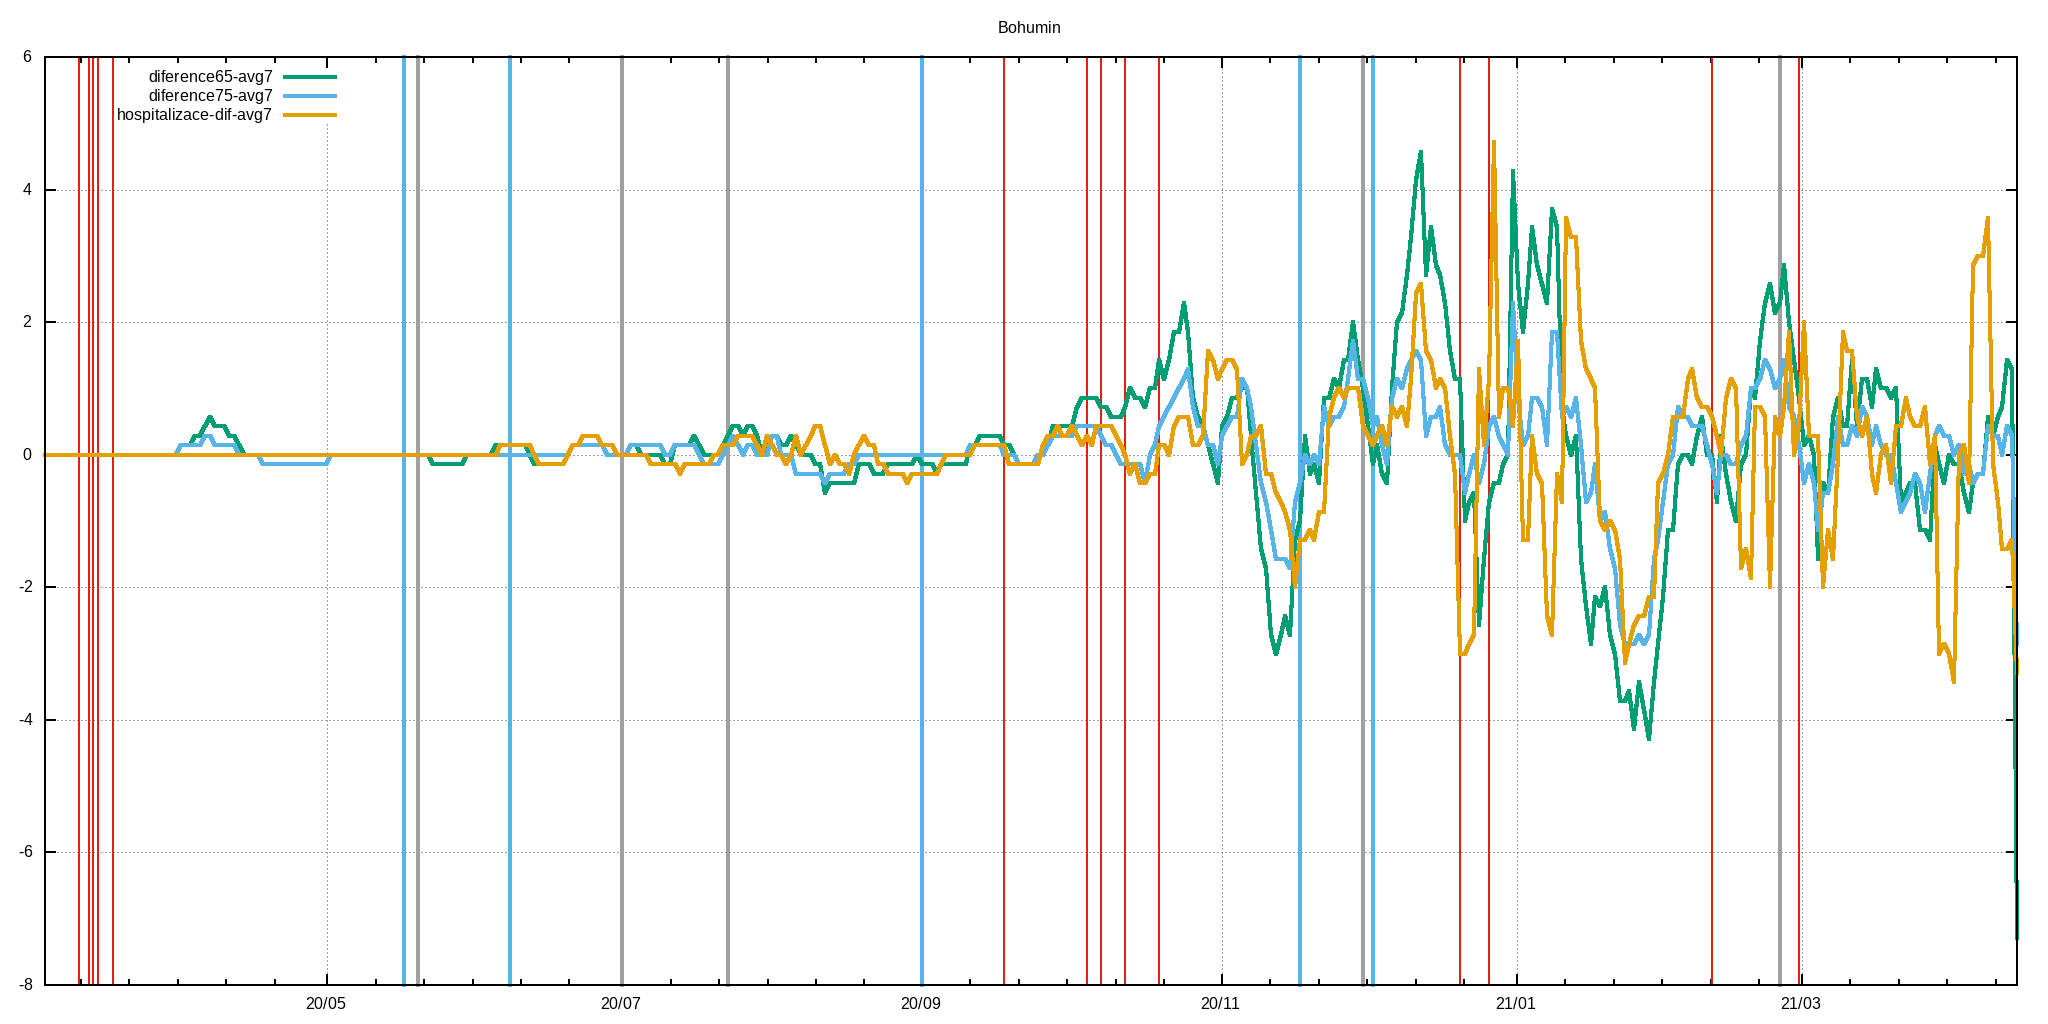 Bohumin
6
diference65-avg7
diference75-avg7
hospitalizace-dif-avg7
4
2
0
-2
-4
-6
-8
20/05 20/07 20/09 20/11 21/01 21/03